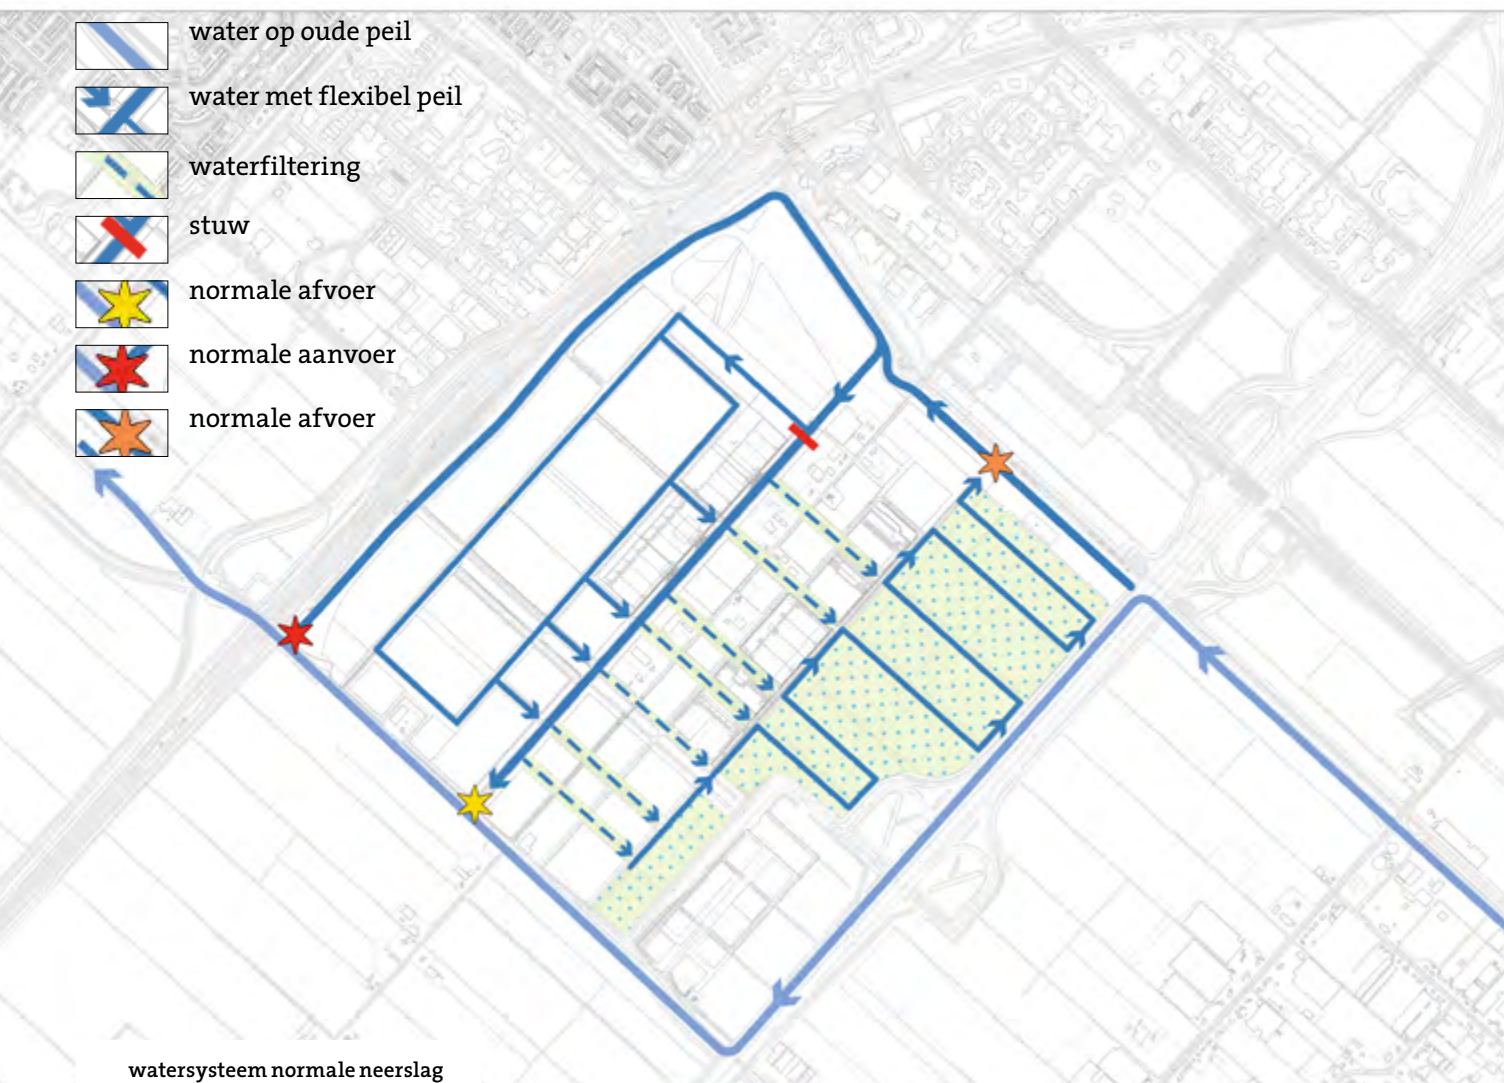 water op oude peil
water met flexibel peil
waterfiltering
stuw
normale afvoer
normale aanvoer
normale afvoer
watersysteem normale neerslag